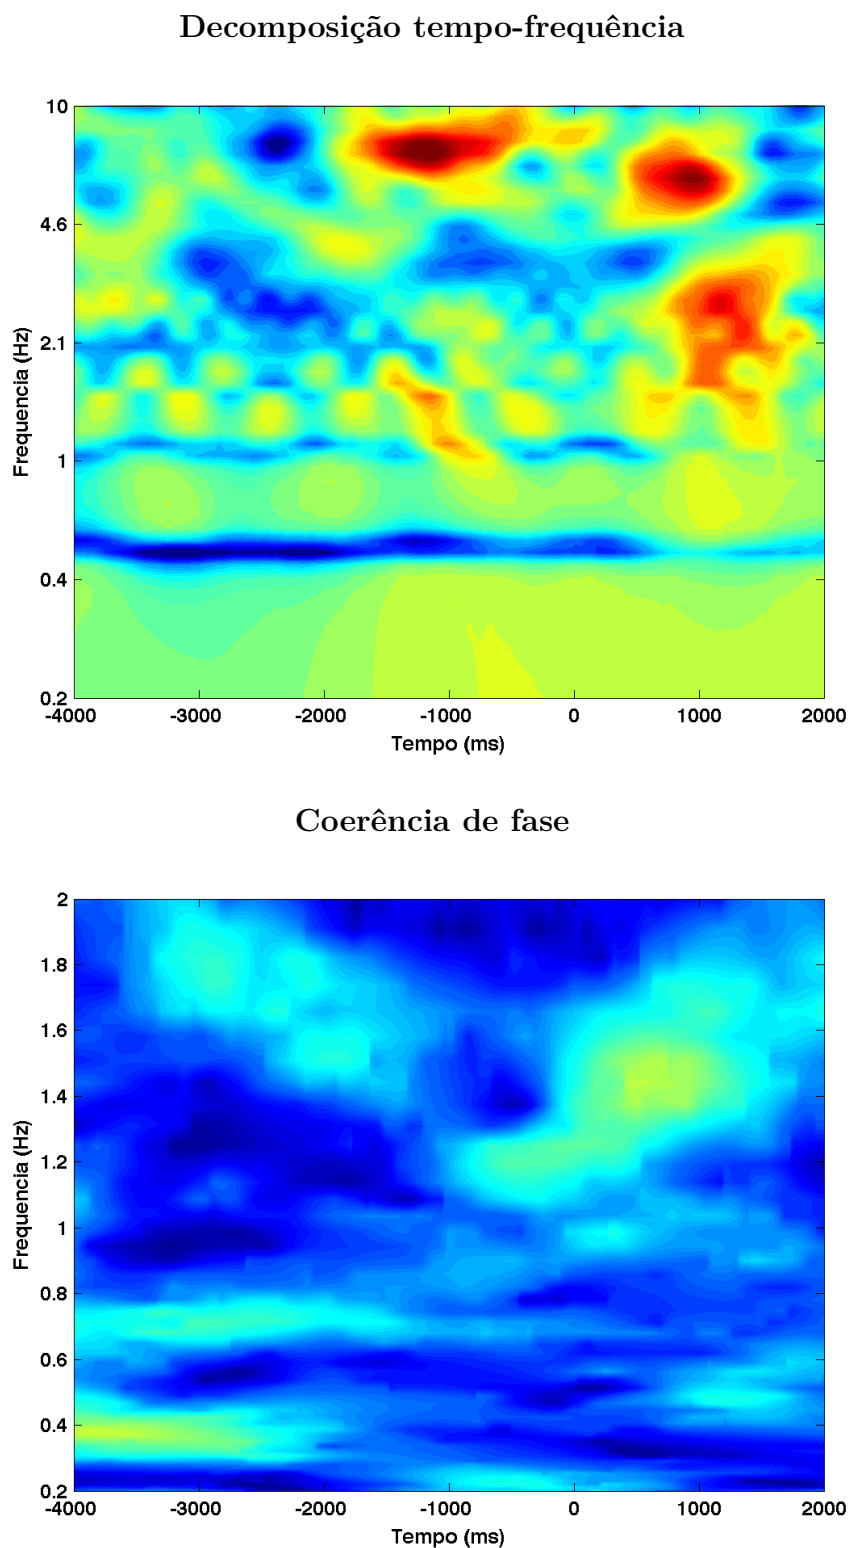 Decomposição tempo-frequência
10
4.6
2.1
1
0.4
0.2
Frequencia (Hz)
-4000 -3000 -2000 -1000 0 1000 2000
Tempo (ms)
Coerência de fase
2
1.8
1.6
1.4
1.2
1
0.8
0.6
0.4
0.2
Frequencia (Hz)
-4000 -3000 -2000 -1000 0 1000 2000
Tempo (ms)